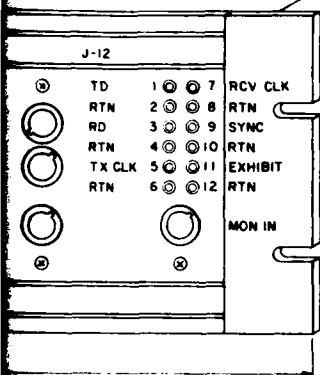 J-12
TD 1 7 RCV CLK
RTN 2 8 RTN
RD 3 9 SYNC
RTN 4 10 RTN
TX CLK 5 11 EXHIBIT
RTN 6 12 RTN
MON IN